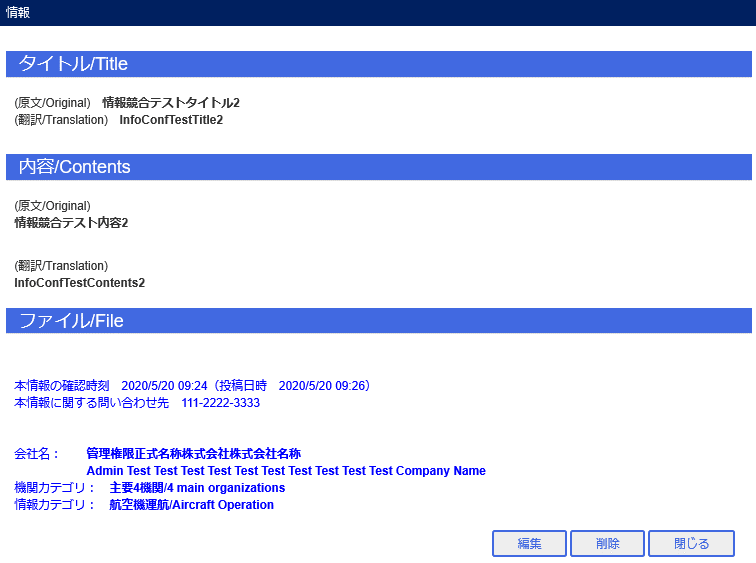 情報
タイトル/Title
(原文/Original)　情報競合テストタイトル2
(翻訳/Translation)　InfoConfTestTitle2
内容/Contents
(原文/Original)
情報競合テスト内容2
(翻訳/Translation)
InfoConfTestContents2
ファイル/File
本情報の確認時刻　2020/5/20 09:24（投稿日時　2020/5/20 09:26）
本情報に関する問い合わせ先　111-2222-3333
会社名：　管理権限正式名称株式会社株式会社名称
Admin Test Test Test Test Test Test Test Test Test Test Company Name
機関カテゴリ：　主要4機関/4 main organizations
情報カテゴリ：　航空機運航/Aircraft Operation
編集　削除　閉じる